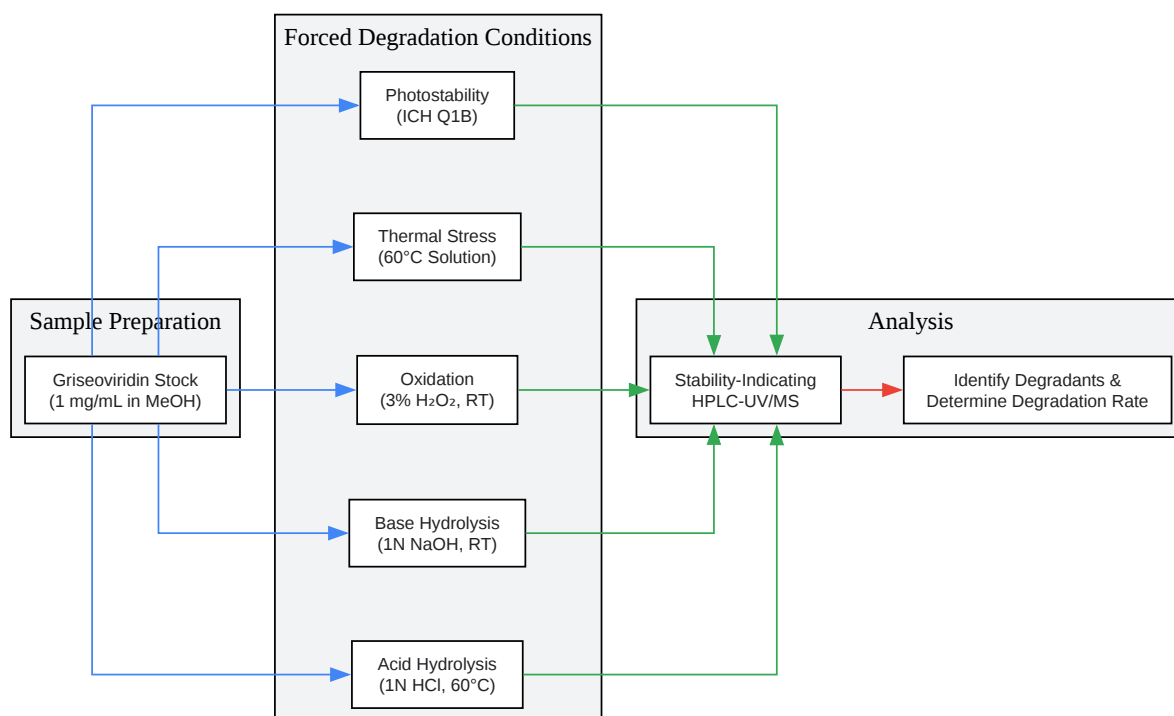 Forced Degradation Conditions
Photostability
(ICH Q1B)
Thermal Stress
(60°C Solution)
Sample Preparation
Griseoviridin Stock
(1 mg/mL in MeOH)
Oxidation
(3% H₂O₂, RT)
Base Hydrolysis
(1N NaOH, RT)
Acid Hydrolysis
(1N HCl, 60°C)
Analysis
Stability-Indicating
HPLC-UV/MS
Identify Degradants &
Determine Degradation Rate